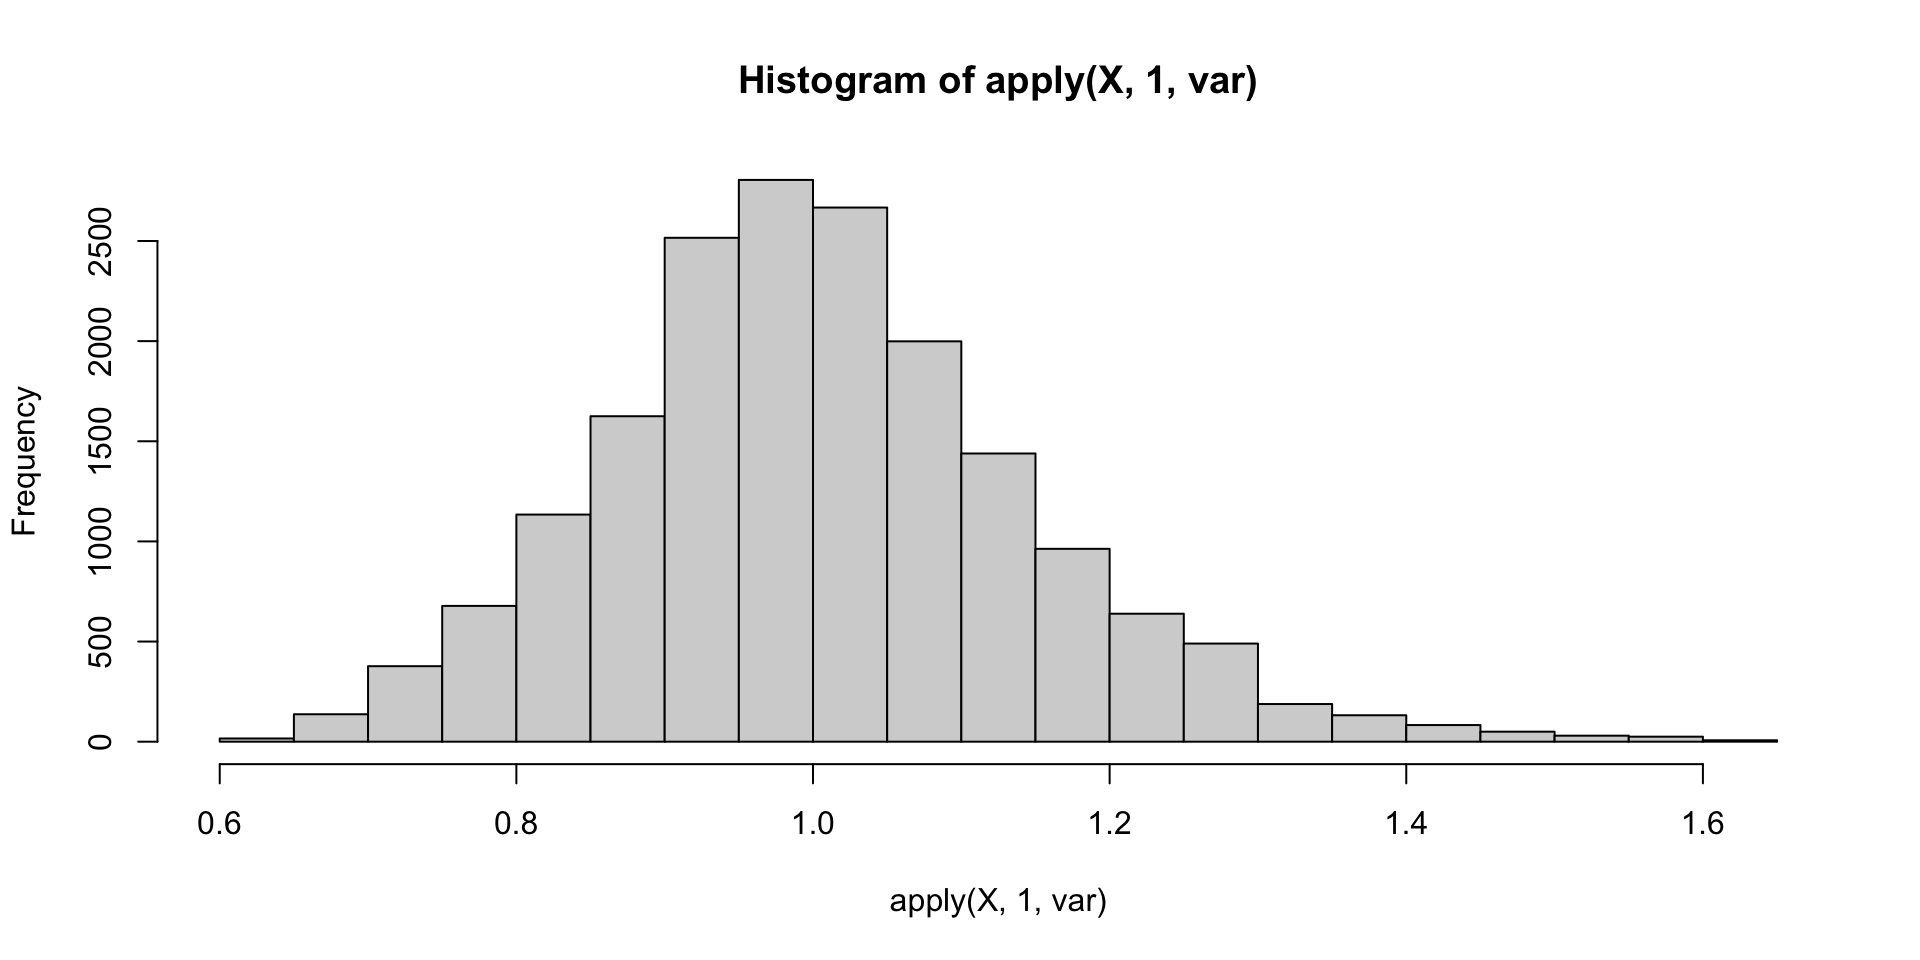 Histogram of apply(X, 1, var)
Frequency
2500
2000
1500
1000
500
0
0.6 0.8 1.0 1.2 1.4 1.6
apply(X, 1, var)